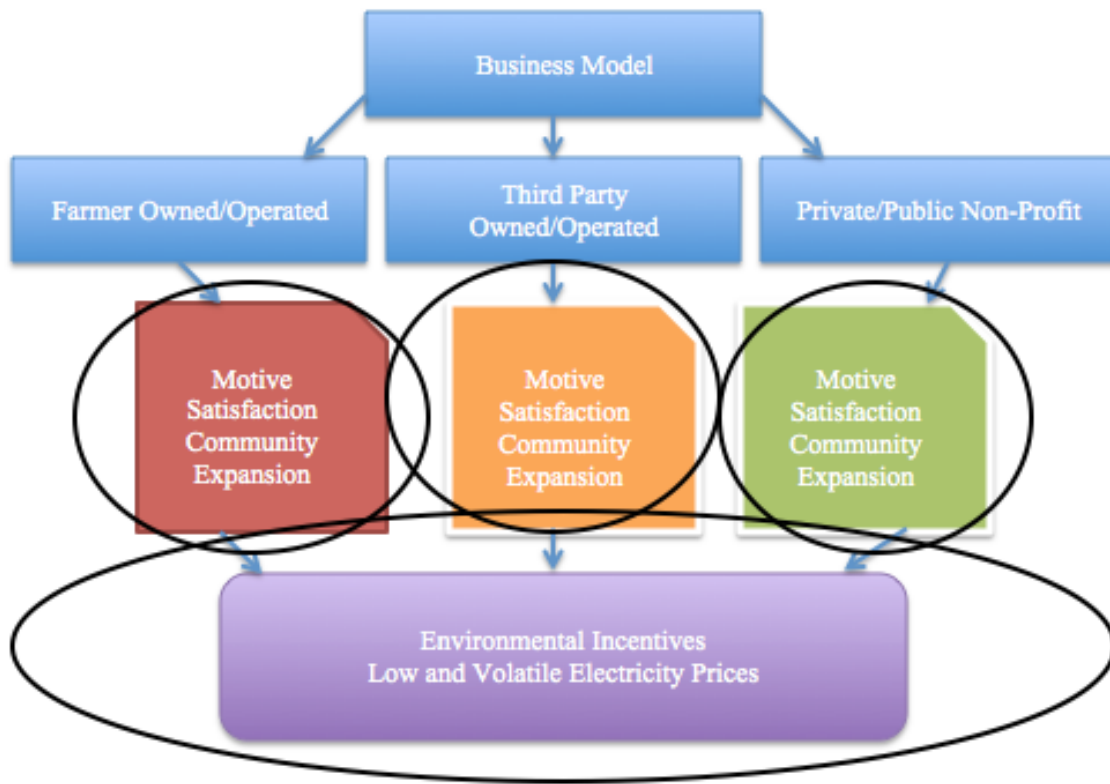 Business Model
Farmer Owned/Operated
Third Party
Owned/Operated
Private/Public Non-Profit
Motive
Satisfaction
Community
Expansion
Motive
Satisfaction
Community
Expansion
Motive
Satisfaction
Community
Expansion
Environmental Incentives
Low and Volatile Electricity Prices